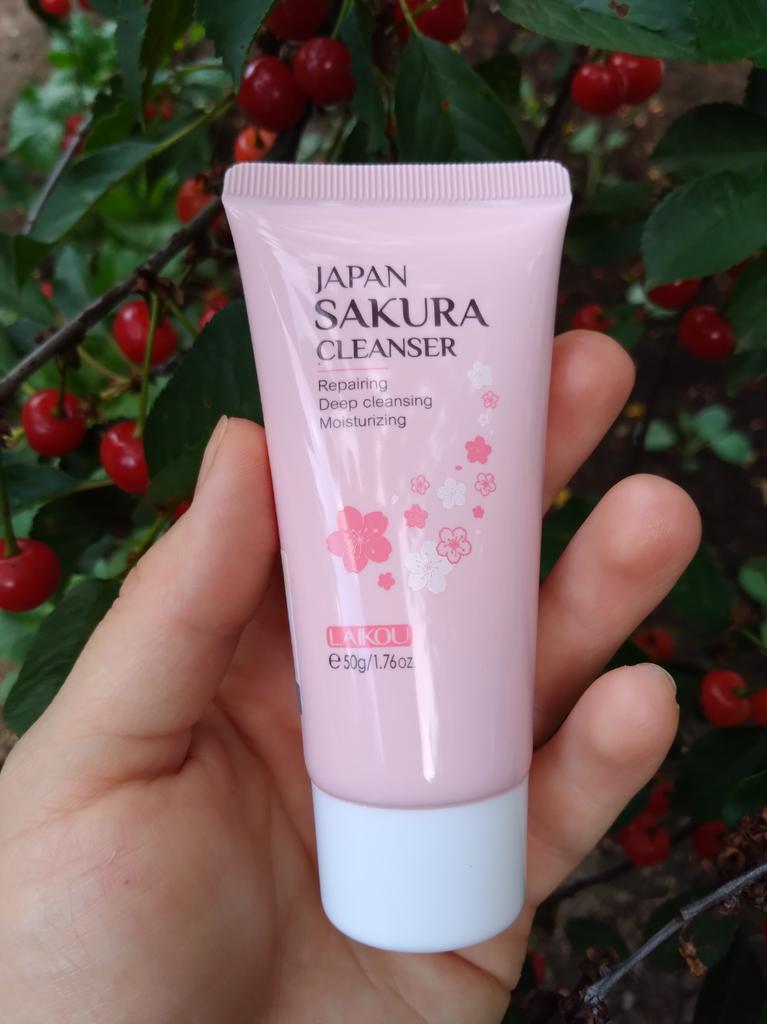 JAPAN
SAKURA
CLEANSER
Repairing
Deep cleansing
Moisturizing
LAIKOU
℮50g/1.76oz.